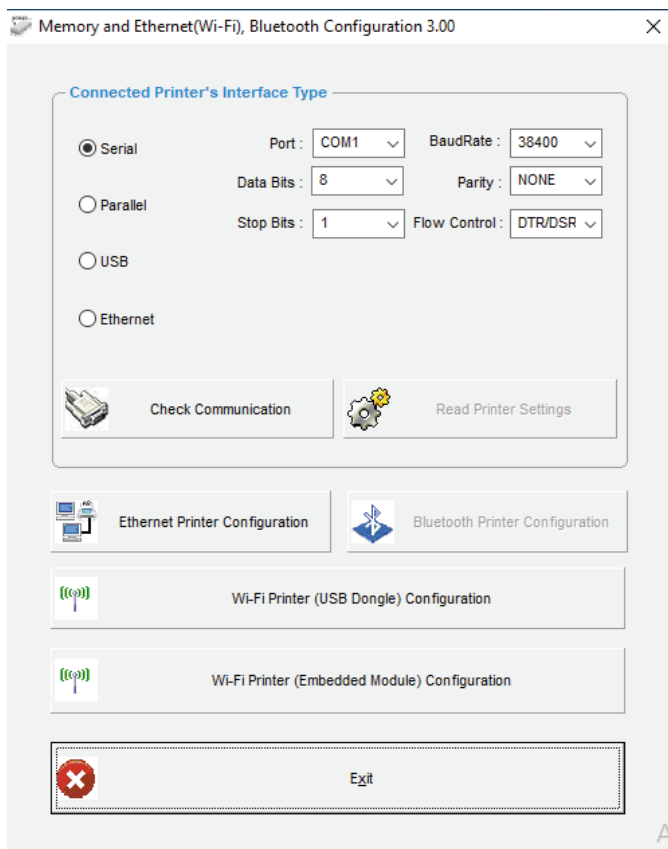 Memory and Ethernet(Wi-Fi), Bluetooth Configuration 3.00
Connected Printer's Interface Type
Serial Port : COM1 BaudRate : 38400
Data Bits : 8 Parity : NONE
Parallel
Stop Bits : 1 Flow Control : DTR/DSR
USB
Ethernet
Check Communication Read Printer Settings
Ethernet Printer Configuration Bluetooth Printer Configuration
Wi-Fi Printer (USB Dongle) Configuration
Wi-Fi Printer (Embedded Module) Configuration
Exit
A